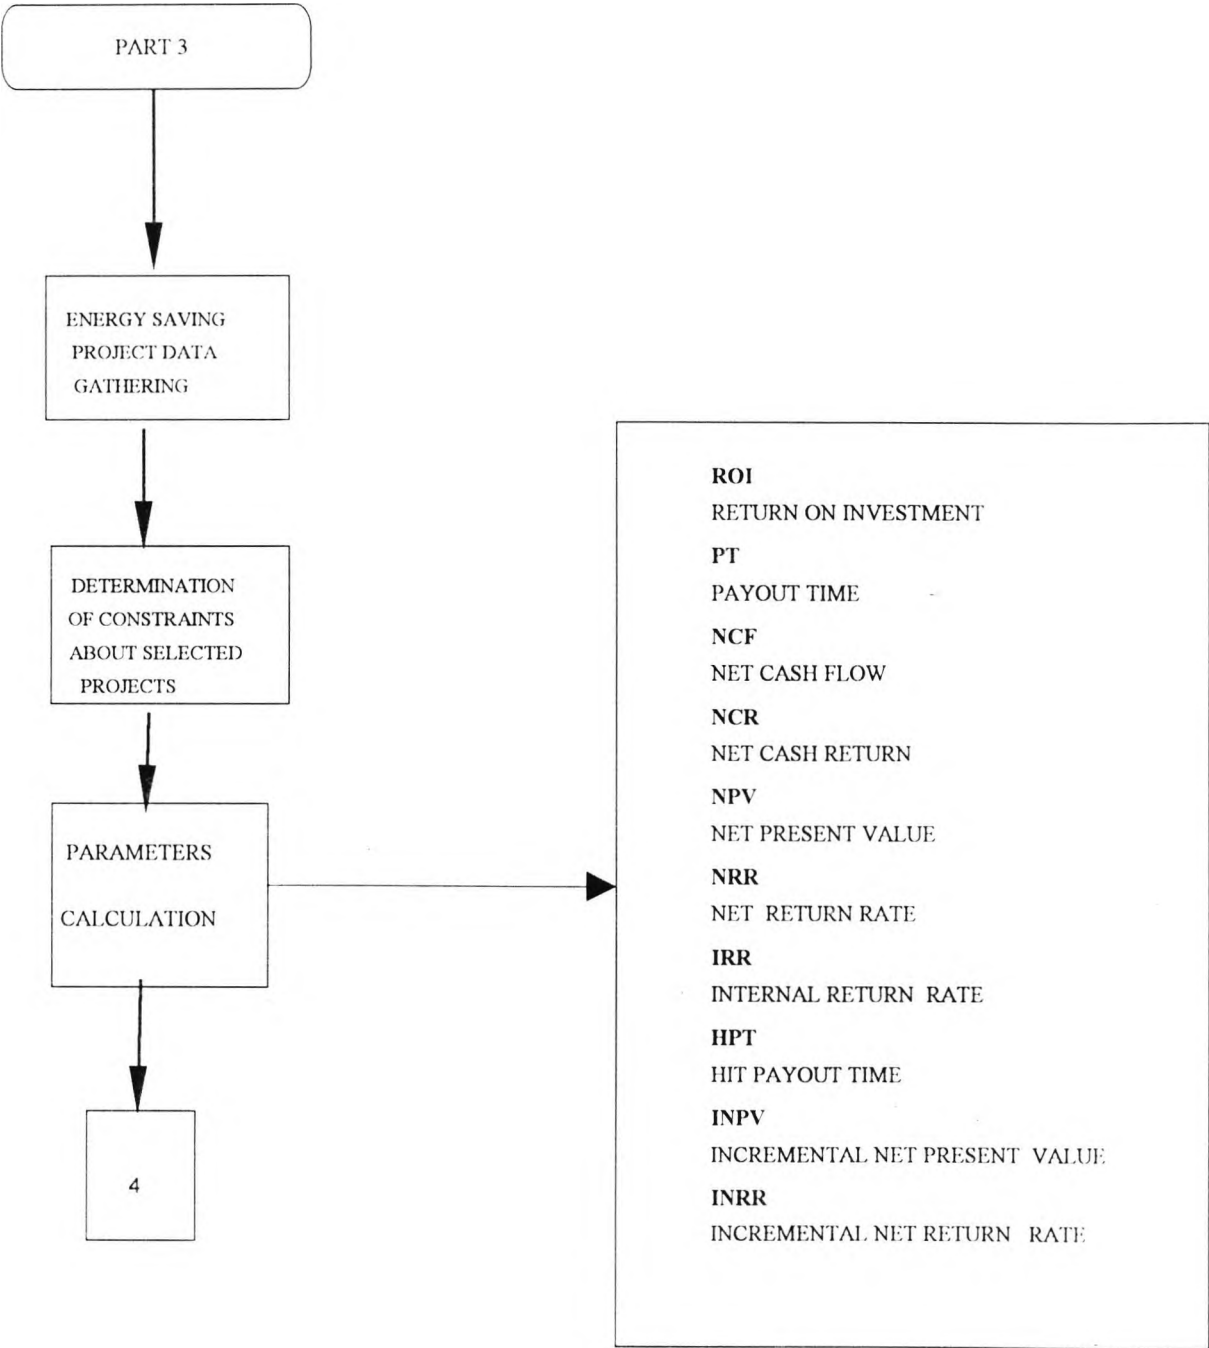 PART 3
ENERGY SAVING
PROJECT DATA
GATHERING
DETERMINATION
OF CONSTRAINTS
ABOUT SELECTED
PROJECTS
PARAMETERS
CALCULATION
4
ROI
RETURN ON INVESTMENT
PT
PAYOUT TIME
NCF
NET CASH FLOW
NCR
NET CASH RETURN
NPV
NET PRESENT VALUE
NRR
NET RETURN RATE
IRR
INTERNAL RETURN RATE
HPT
HIT PAYOUT TIME
INPV
INCREMENTAL NET PRESENT VALUE
INRR
INCREMENTAL NET RETURN RATE